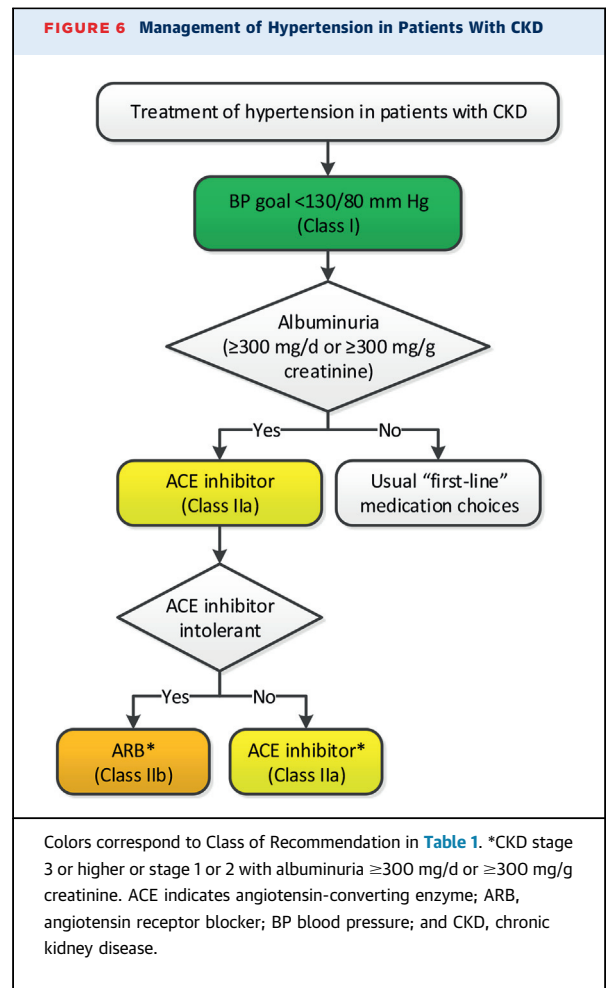 FIGURE 6 Management of Hypertension in Patients With CKD
Treatment of hypertension in patients with CKD
BP goal <130/80 mm Hg
(Class I)
Albuminuria
(≥300 mg/d or ≥300 mg/g
creatinine)
Yes No
ACE inhibitor
(Class IIa)
Usual “first-line”
medication choices
ACE inhibitor
intolerant
Yes No
ARB*
(Class IIb)
ACE inhibitor*
(Class IIa)
Colors correspond to Class of Recommendation in Table 1. *CKD stage
3 or higher or stage 1 or 2 with albuminuria ≥300 mg/d or ≥300 mg/g
creatinine. ACE indicates angiotensin-converting enzyme; ARB,
angiotensin receptor blocker; BP blood pressure; and CKD, chronic
kidney disease.